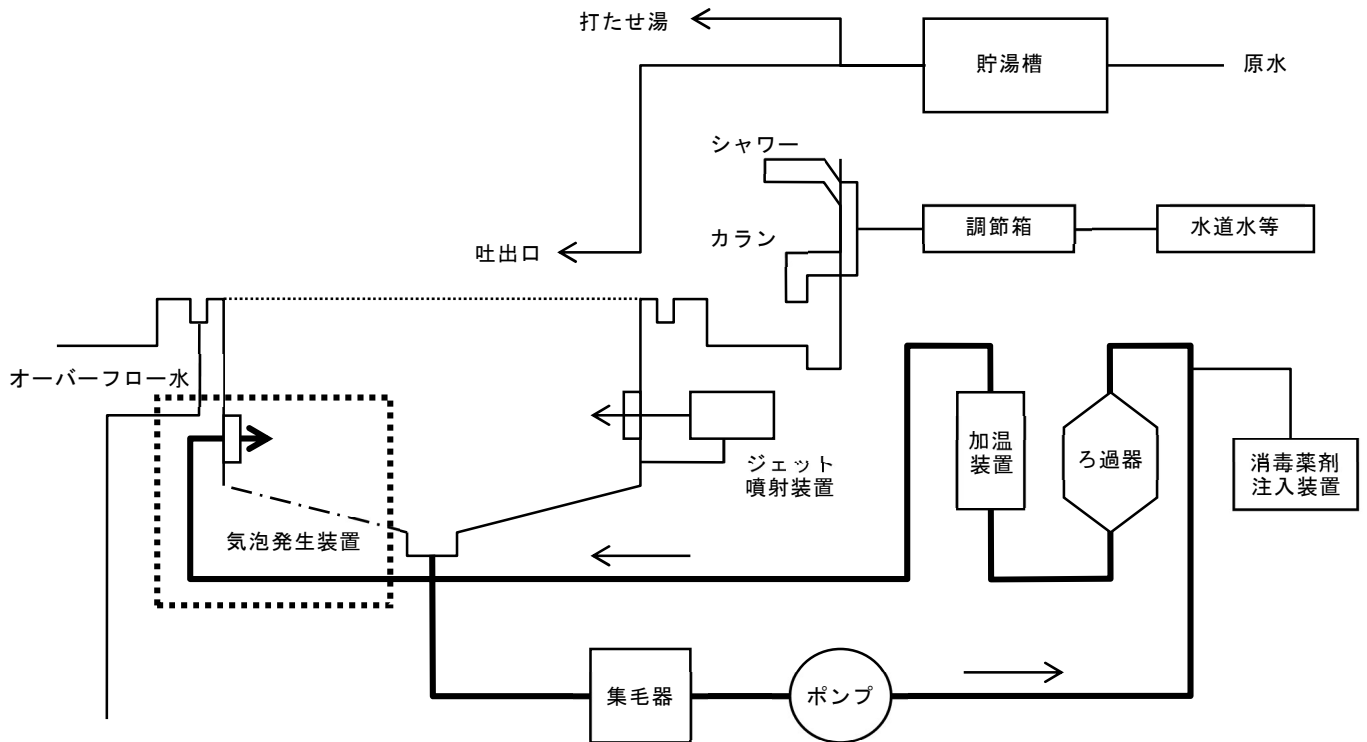 打たせ湯
貯湯槽
原水
シャワー
カラン
調節箱
水道水等
吐出口
オーバーフロー水
ジェット
噴射装置
加温
装置
ろ過器
消毒薬剤
注入装置
気泡発生装置
集毛器
ポンプ